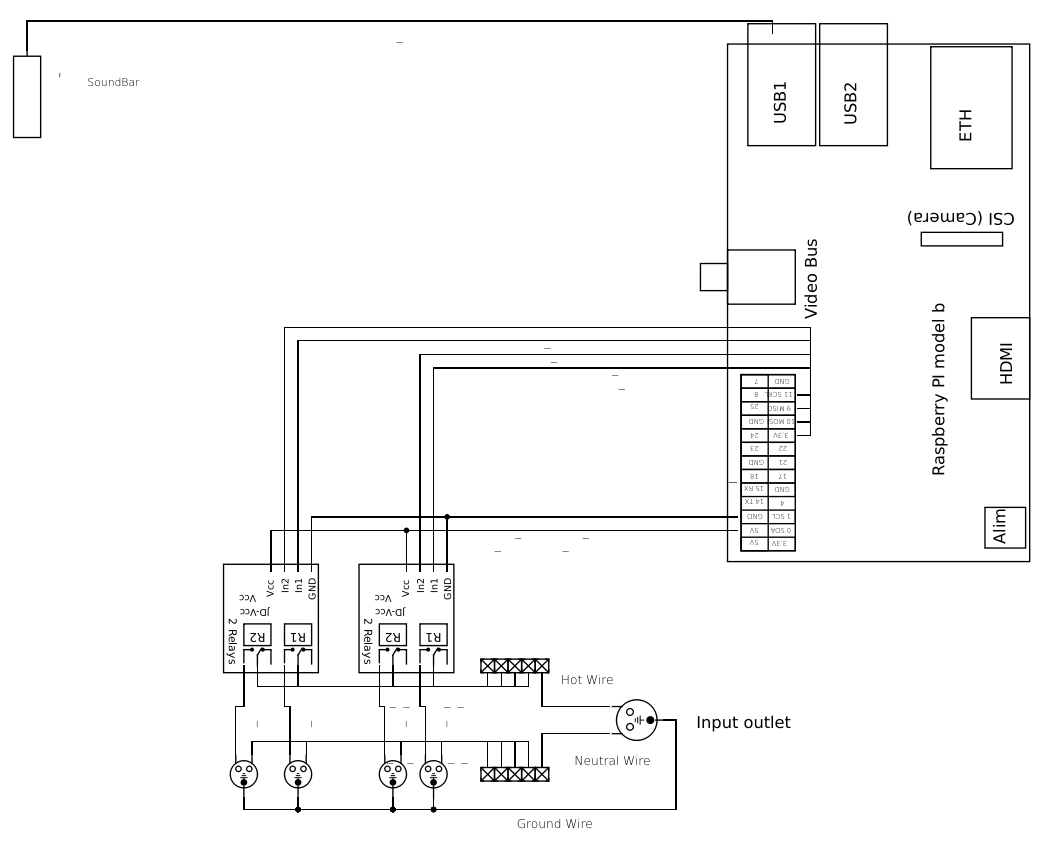 SoundBar
USB1
USB2
ETH
CSI (Camera)
Video Bus
Raspberry PI model b
HDMI
Alim
7 GND
8 11 SCKL
25 9 MISO
GND 10 MOSI
24 3.3V
23 22
GND 21
18 17
15 RX GND
14 TX 4
GND 1 SCL
5V 0 SDA
5V 3.3V
Vcc In2 In1 GND
Vcc
JD-Vcc
2 Relays
R2 R1
Vcc In2 In1 GND
Vcc
JD-Vcc
2 Relays
R2 R1
Hot Wire
Input outlet
Neutral Wire
Ground Wire